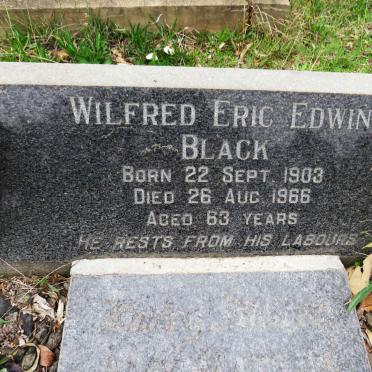 WILFRED ERIC EDWIN
BLACK
BORN 22 SEPT. 1903
DIED 26 AUG 1966
AGED 63 YEARS
HE RESTS FROM HIS LABOURS